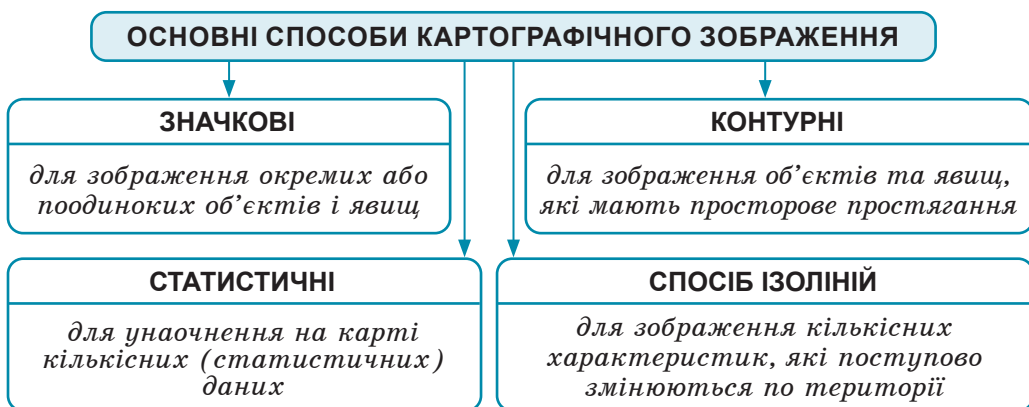 ОСНОВНІ СПОСОБИ КАРТОГРАФІЧНОГО ЗОБРАЖЕННЯ
ЗНАЧКОВІ
для зображення окремих або
поодиноких об’єктів і явищ
КОНТУРНІ
для зображення об’єктів та явищ,
які мають просторове простягання
СТАТИСТИЧНІ
для унаочнення на карті
кількісних (статистичних)
даних
СПОСІБ ІЗОЛІНІЙ
для зображення кількісних
характеристик, які поступово
змінюються по території